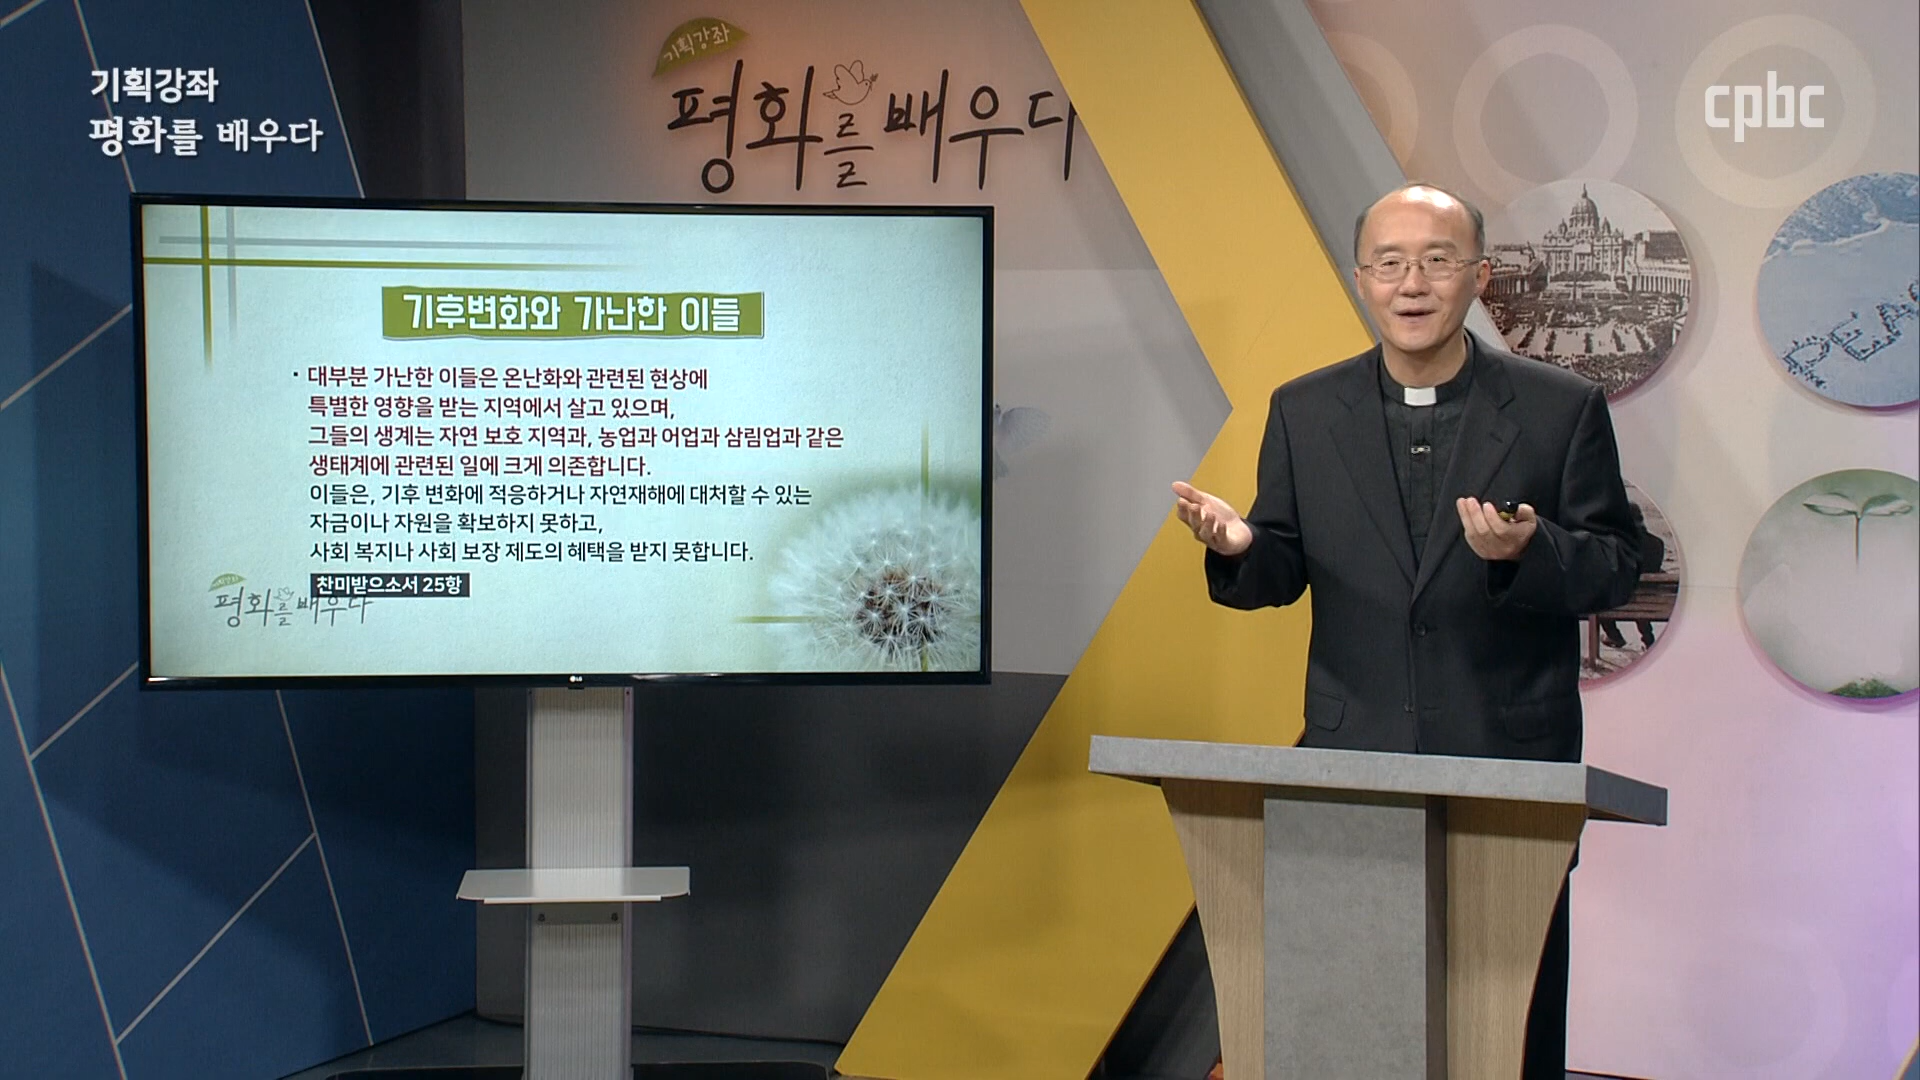 기획강좌
평화를 배우다
cpbc
기획강좌
평화를 배우다
기후변화와 가난한 이들
· 대부분 가난한 이들은 온난화와 관련된 현상에
특별한 영향을 받는 지역에서 살고 있으며,
그들의 생계는 자연 보호 지역과, 농업과 어업과 삼림업과 같은
생태계에 관련된 일에 크게 의존합니다.
이들은, 기후 변화에 적응하거나 자연재해에 대처할 수 있는
자금이나 자원을 확보하지 못하고,
사회 복지나 사회 보장 제도의 혜택을 받지 못합니다.
찬미받으소서 25항
기획강좌
평화를 배우다
LG
PEA